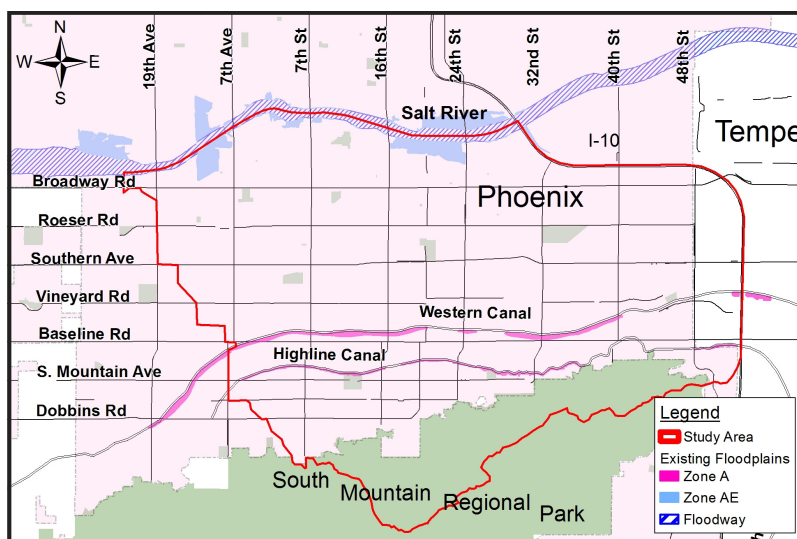 N
W
E
S
19th Ave
7th Ave
7th St
16th St
24th St
32nd St
40th St
48th St
Salt River
I-10
Tempe
Broadway Rd
Phoenix
Roeser Rd
Southern Ave
Vineyard Rd
Western Canal
Baseline Rd
Highline Canal
S. Mountain Ave
Dobbins Rd
South
Mountain
Regional
Park
Legend
Study Area
Existing Floodplains
Zone A
Zone AE
Floodway